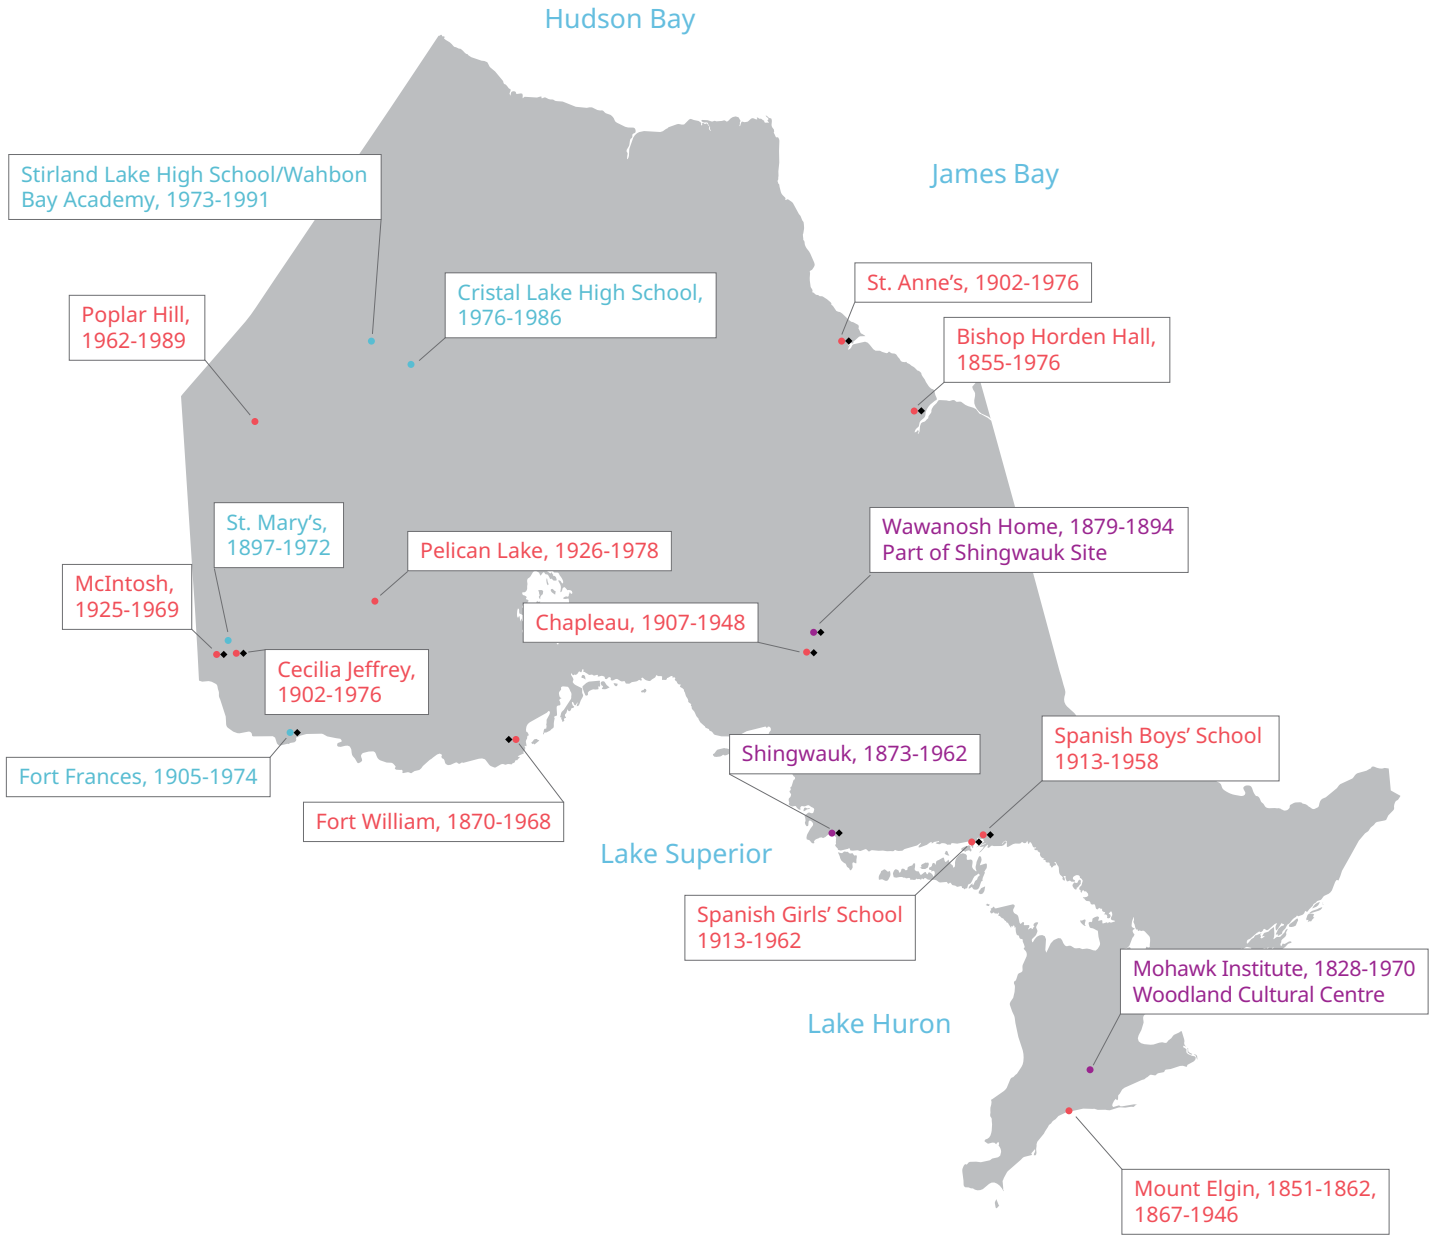 Hudson Bay
James Bay
Stirland Lake High School/Wahbon
Bay Academy, 1973-1991
Cristal Lake High School,
1976-1986
St. Anne’s, 1902-1976
Poplar Hill,
1962-1989
Bishop Horden Hall,
1855-1976
St. Mary’s,
1897-1972
Pelican Lake, 1926-1978
Wawanosh Home, 1879-1894
Part of Shingwauk Site
McIntosh,
1925-1969
Chapleau, 1907-1948
Cecilia Jeffrey,
1902-1976
Fort Frances, 1905-1974
Shingwauk, 1873-1962
Spanish Boys’ School
1913-1958
Fort William, 1870-1968
Lake Superior
Spanish Girls’ School
1913-1962
Mohawk Institute, 1828-1970
Woodland Cultural Centre
Lake Huron
Mount Elgin, 1851-1862,
1867-1946